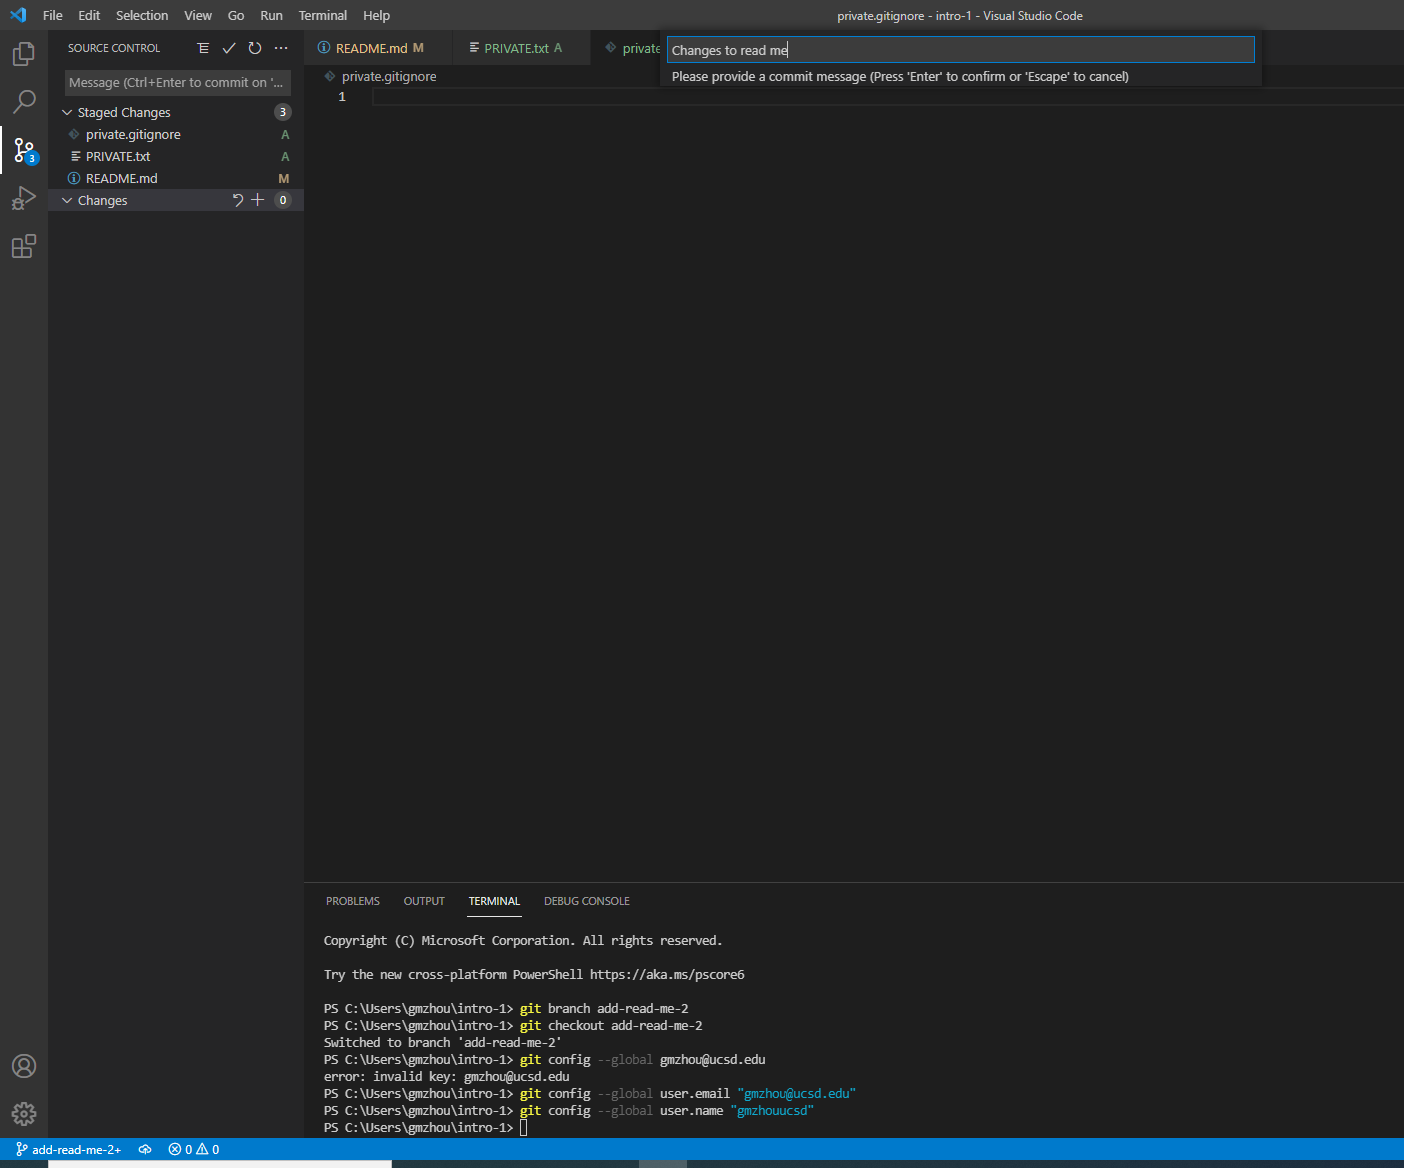 File Edit Selection View Go Run Terminal Help
private.gitignore - intro-1 - Visual Studio Code
SOURCE CONTROL
README.md M
PRIVATE.txt A
private
Changes to read me
Please provide a commit message (Press 'Enter' to confirm or 'Escape' to cancel)
Message (Ctrl+Enter to commit on '...
private.gitignore
1
Staged Changes 3
private.gitignore A
PRIVATE.txt A
3
README.md M
Changes 0
PROBLEMS OUTPUT TERMINAL DEBUG CONSOLE
Copyright (C) Microsoft Corporation. All rights reserved.
Try the new cross-platform PowerShell https://aka.ms/pscore6
PS C:\Users\gmzhou\intro-1> git branch add-read-me-2
PS C:\Users\gmzhou\intro-1> git checkout add-read-me-2
Switched to branch 'add-read-me-2'
PS C:\Users\gmzhou\intro-1> git config --global gmzhou@ucsd.edu
error: invalid key: gmzhou@ucsd.edu
PS C:\Users\gmzhou\intro-1> git config --global user.email "gmzhou@ucsd.edu"
PS C:\Users\gmzhou\intro-1> git config --global user.name "gmzhouucsd"
PS C:\Users\gmzhou\intro-1>
add-read-me-2+ 0 0